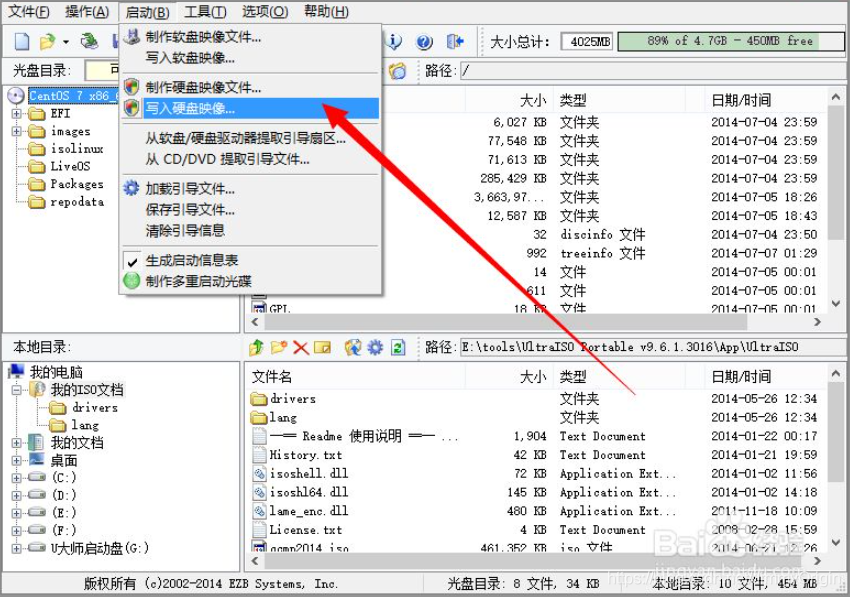 文件(F) 操作(A) 启动(B) 工具(T) 选项(O) 帮助(H)
大小总计: 4025MB 89% of 4.7GB - 450MB free
光盘目录: 可 路径: /
制作软盘映像文件...
写入软盘映像...
制作硬盘映像文件...
写入硬盘映像...
从软盘/硬盘驱动器提取引导扇区...
从 CD/DVD 提取引导文件...
加载引导文件...
保存引导文件...
清除引导信息
生成启动信息表
制作多重启动光碟
CentOS 7 x86_6
EFI
images
isolinux
LiveOS
Packages
repodata
大小 类型 日期/时间
6,027 KB 文件夹 2014-07-04 23:59
77,548 KB 文件夹 2014-07-04 23:59
71,613 KB 文件夹 2014-07-04 23:59
285,429 KB 文件夹 2014-07-04 23:59
3,663,97... 文件夹 2014-07-05 18:26
12,587 KB 文件夹 2014-07-05 18:43
32 discinfo 文件 2014-07-04 23:50
992 treeinfo 文件 2014-07-07 01:29
14 文件 2014-07-05 00:01
611 文件 2014-07-05 00:01
GPL 18 KB 文件 2014-07-05 00:01
本地目录: 路径: E:\tools\UltraISO Portable v9.6.1.3016\App\UltraISO
我的电脑
我的ISO文档
drivers
lang
我的文档
桌面
(C:)
(D:)
(E:)
(F:)
U大师启动盘(G:)
文件名 大小 类型 日期/时间
drivers 文件夹 2014-05-26 12:34
lang 文件夹 2014-05-26 12:34
—== Readme 使用说明 ==— ... 1,904 Text Document 2014-01-22 00:17
History.txt 42 KB Text Document 2014-01-21 19:59
isoshell.dll 72 KB Application Ext... 2014-01-02 11:56
isoshl64.dll 145 KB Application Ext... 2014-01-02 14:18
lame_enc.dll 480 KB Application Ext... 2011-11-18 10:09
License.txt 4 KB Text Document 2008-02-28 15:59
qqmp2014.iso 461,352 KB iso 文件 2014-06-21 12:26
Baidu经验
jingyan.baidu.com
版权所有 (c)2002-2014 EZB Systems, Inc. 光盘目录: 8 文件, 34 KB 本地目录: 10 文件, 454 MB